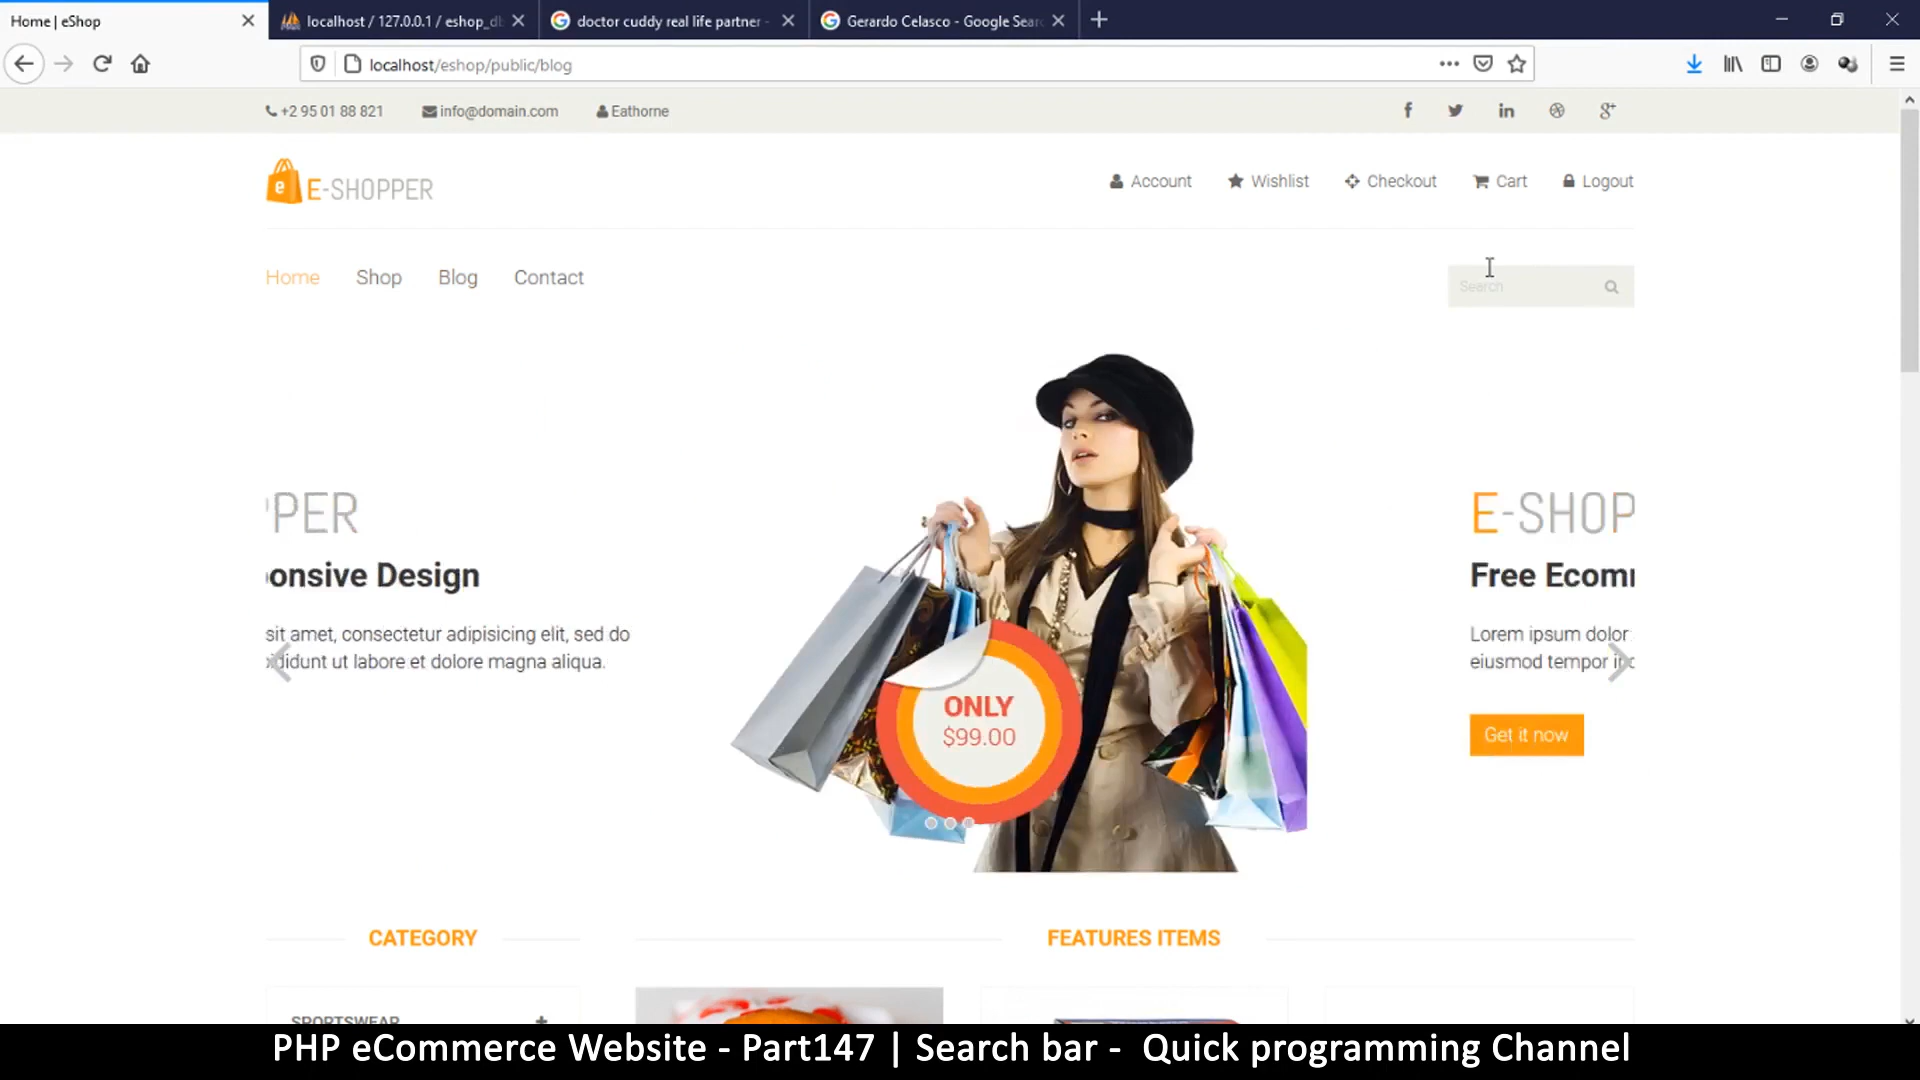 Home | eShop
localhost / 127.0.0.1 / eshop_d
doctor cuddy real life partner -
Gerardo Celasco - Google Sear
localhost/eshop/public/blog
+2 95 01 88 821
info@domain.com
Eathorne
E-SHOPPER
Account
Wishlist
Checkout
Cart
Logout
Home
Shop
Blog
Contact
Search
PPER
E-SHOP
onsive Design
Free Ecom
sit amet, consectetur adipisicing elit, sed do
didunt ut labore et dolore magna aliqua.
Lorem ipsum dolor
eiusmod tempor inc
ONLY
$99.00
Get it now
CATEGORY
FEATURES ITEMS
SPORTSWEAR
PHP eCommerce Website - Part147 | Search bar - Quick programming Channel